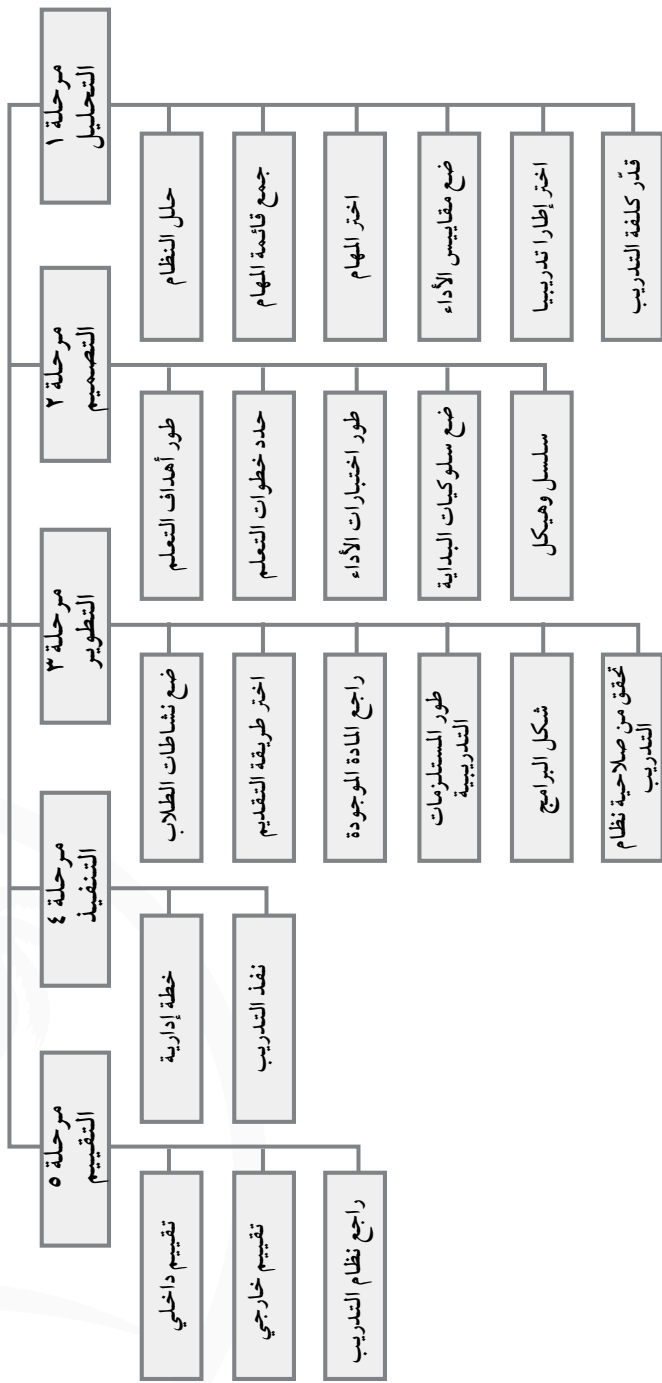 مرحلة ١
التحليل
حلل النظام
جمع قائمة المهام
اختر المهام
ضع مقاييس الأداء
اختر إطارا تدريبيا
قدّر كلفة التدريب
مرحلة ٢
التصميم
طور أهداف التعلم
حدد خطوات التعلم
طور اختبارات الأداء
ضع سلوكيات البداية
سلسل وهيكل
مرحلة ٣
التطوير
ضع نشاطات الطلاب
اختر طريقة التقديم
راجع المادة الموجودة
طور المستلزمات
التدريبية
شكل البرامج
تحقق من صلاحية نظام
التدريب
مرحلة ٤
التنفيذ
خطة إدارية
نفذ التدريب
مرحلة ٥
التقييم
تقييم داخلي
تقييم خارجي
راجع نظام التدريب